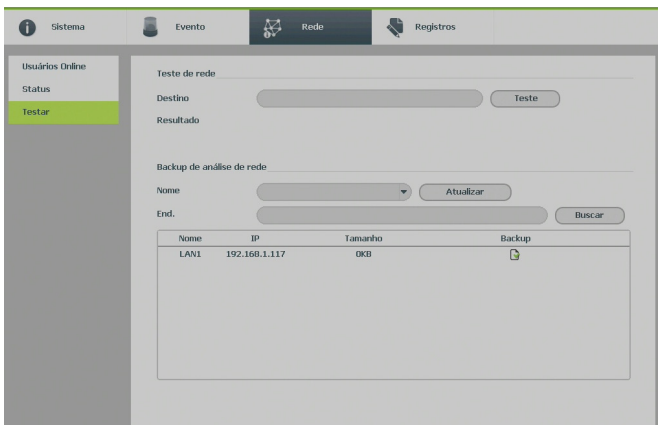 Sistema Evento Rede Registros
Usuários Online
Status
Testar
Teste de rede
Destino Teste
Resultado
Backup de análise de rede
Nome Atualizar
End. Buscar
Nome IP Tamanho Backup
LAN1 192.168.1.117 0KB